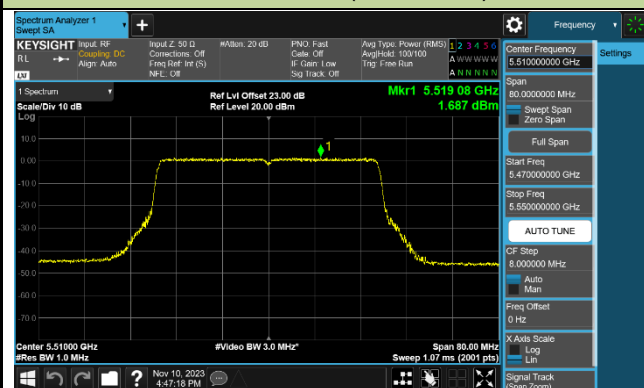 Spectrum Analyzer 1
Swept SA
Frequency
KEYSIGHT
RL
Input: RF
Coupling: DC
Align: Auto
Input Z: 50 Ω
Corrections: Off
Freq Ref: Int (S)
NFE: Off
#Atten: 20 dB
PNO: Fast
Gate: Off
IF Gain: Low
Sig Track: Off
Avg Type: Power (RMS)
Avg|Hold: 100/100
Trig: Free Run
1 2 3 4 5 6
A WWWWW
A N N N N N
LXI
1 Spectrum
Scale/Div 10 dB
Log
Ref Lvl Offset 23.00 dB
Ref Level 20.00 dBm
Mkr1 5.519 08 GHz
1.687 dBm
1
10.0
0.00
-10.0
-20.0
-30.0
-40.0
-50.0
-60.0
-70.0
Center 5.51000 GHz
#Res BW 1.0 MHz
#Video BW 3.0 MHz*
Span 80.00 MHz
Sweep 1.07 ms (2001 pts)
Nov 10, 2023
4:47:18 PM
Center Frequency
5.510000000 GHz
Settings
Span
80.0000000 MHz
Swept Span
Zero Span
Full Span
Start Freq
5.470000000 GHz
Stop Freq
5.550000000 GHz
AUTO TUNE
CF Step
8.000000 MHz
Auto
Man
Freq Offset
0 Hz
X Axis Scale
Log
Lin
Signal Track
(Span Zoom)